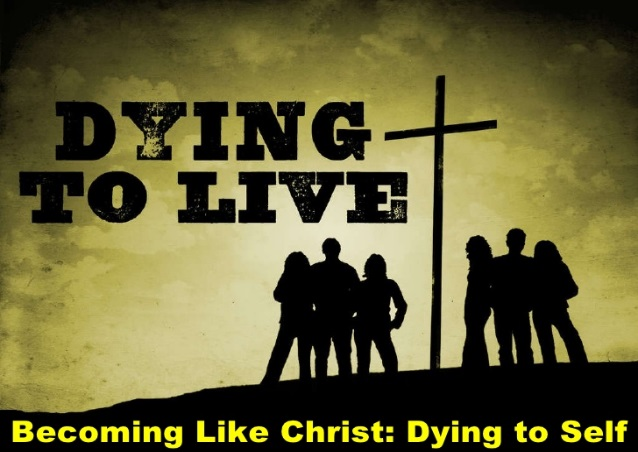 DYING
TO LIVE
Becoming Like Christ: Dying to Self